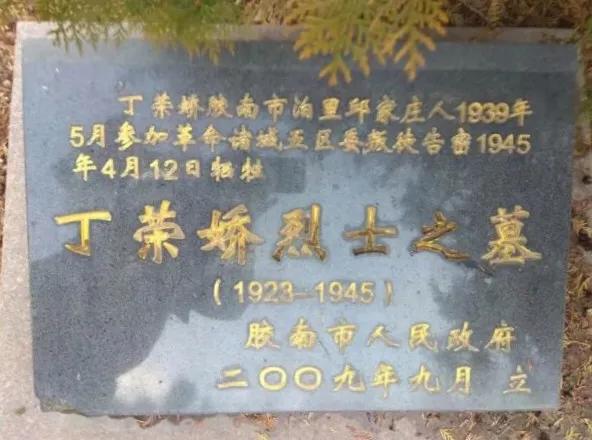 丁荣娇胶南市泊里邱家庄人1939年
5月参加革命诸城五区委叛徒告密1945
年4月12日牺牲
丁荣娇烈士之墓
(1923-1945)
胶南市人民政府
二〇〇九年九月 立